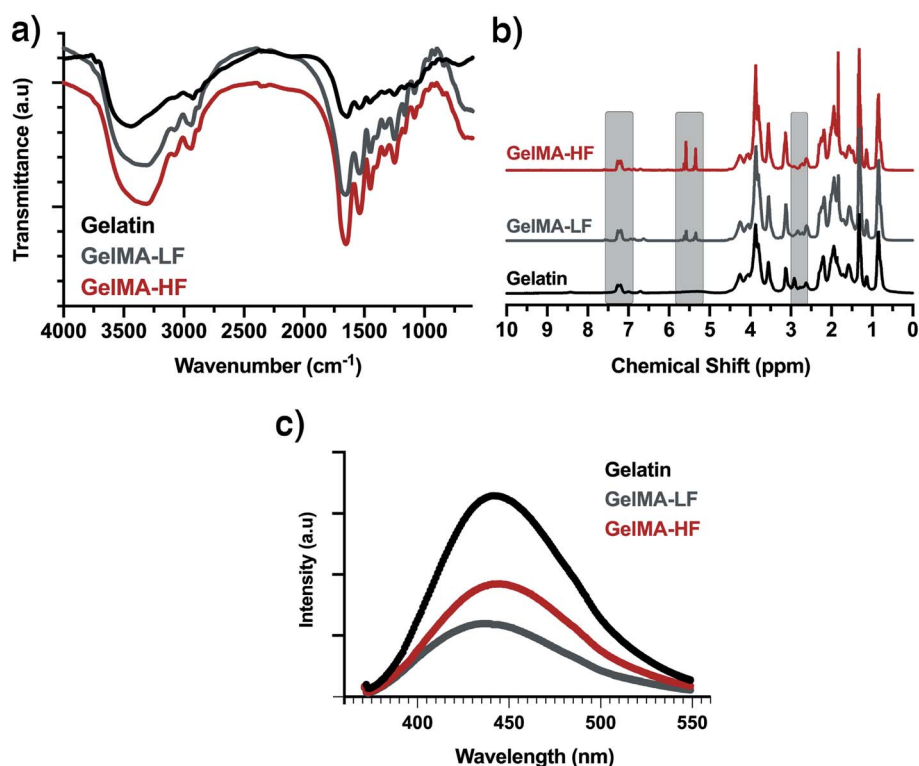 a)
Transmittance (a.u)
Gelatin
GelMA-LF
GelMA-HF
4000 3500 3000 2500 2000 1500 1000
Wavenumber (cm⁻¹)
b)
GelMA-HF
GelMA-LF
Gelatin
10 9 8 7 6 5 4 3 2 1 0
Chemical Shift (ppm)
c)
Intensity (a.u)
Gelatin
GelMA-LF
GelMA-HF
400 450 500 550
Wavelength (nm)